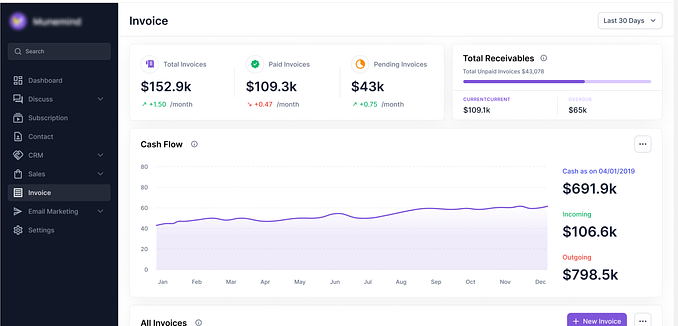 Invoice
Last 30 Days
Search
Dashboard
Discuss
Subscription
Contact
CRM
Sales
Invoice
Email Marketing
Settings
Total Invoices
$152.9k
+1.50 /month
Paid Invoices
$109.3k
+0.47 /month
Pending Invoices
$43k
+0.75 /month
Total Receivables
Total Unpaid Invoices $43,078
CURRENTCURRENT
$109.1k
OVERDUE
$65k
Cash Flow
80
80
60
40
20
0
Jan Feb Mar Apr May Jun Jul Aug Sep Oct Nov Dec
Cash as on 04/01/2019
$691.9k
Incoming
$106.6k
Outgoing
$798.5k
All Invoices
+ New Invoice